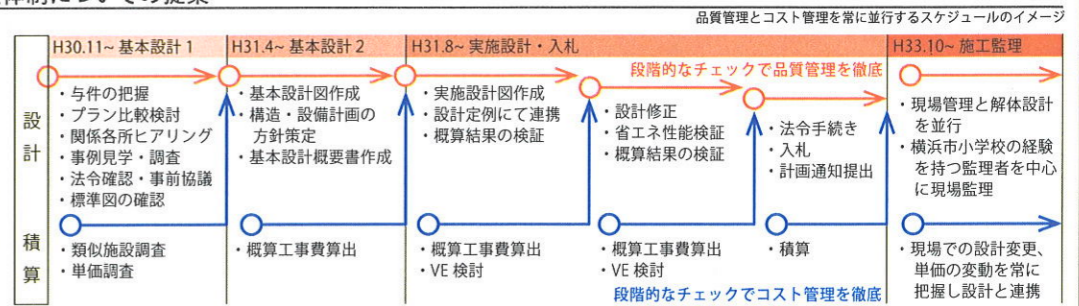 品質管理とコスト管理を常に並行するスケジュールのイメージ
H30.11~ 基本設計 1
H31.4~ 基本設計 2
H31.8~ 実施設計・入札
H33.10~ 施工監理
段階的なチェックで品質管理を徹底
設計
・与件の把握
・プラン比較検討
・関係各所ヒアリング
・事例見学・調査
・法令確認・事前協議
・標準図の確認
・基本設計図作成
・構造・設備計画の
方針策定
・基本設計概要書作成
・実施設計図作成
・設計定例にて連携
・概算結果の検証
・設計修正
・省エネ性能検証
・概算結果の検証
・法令手続き
・入札
・計画通知提出
・現場管理と解体設計
を並行
・横浜市小学校の経験
を持つ監理者を中心
に現場監理
積算
・類似施設調査
・単価調査
・概算工事費算出
・概算工事費算出
・VE 検討
・概算工事費算出
・VE 検討
・積算
・現場での設計変更、
単価の変動を常に
把握し設計と連携
段階的なチェックでコスト管理を徹底